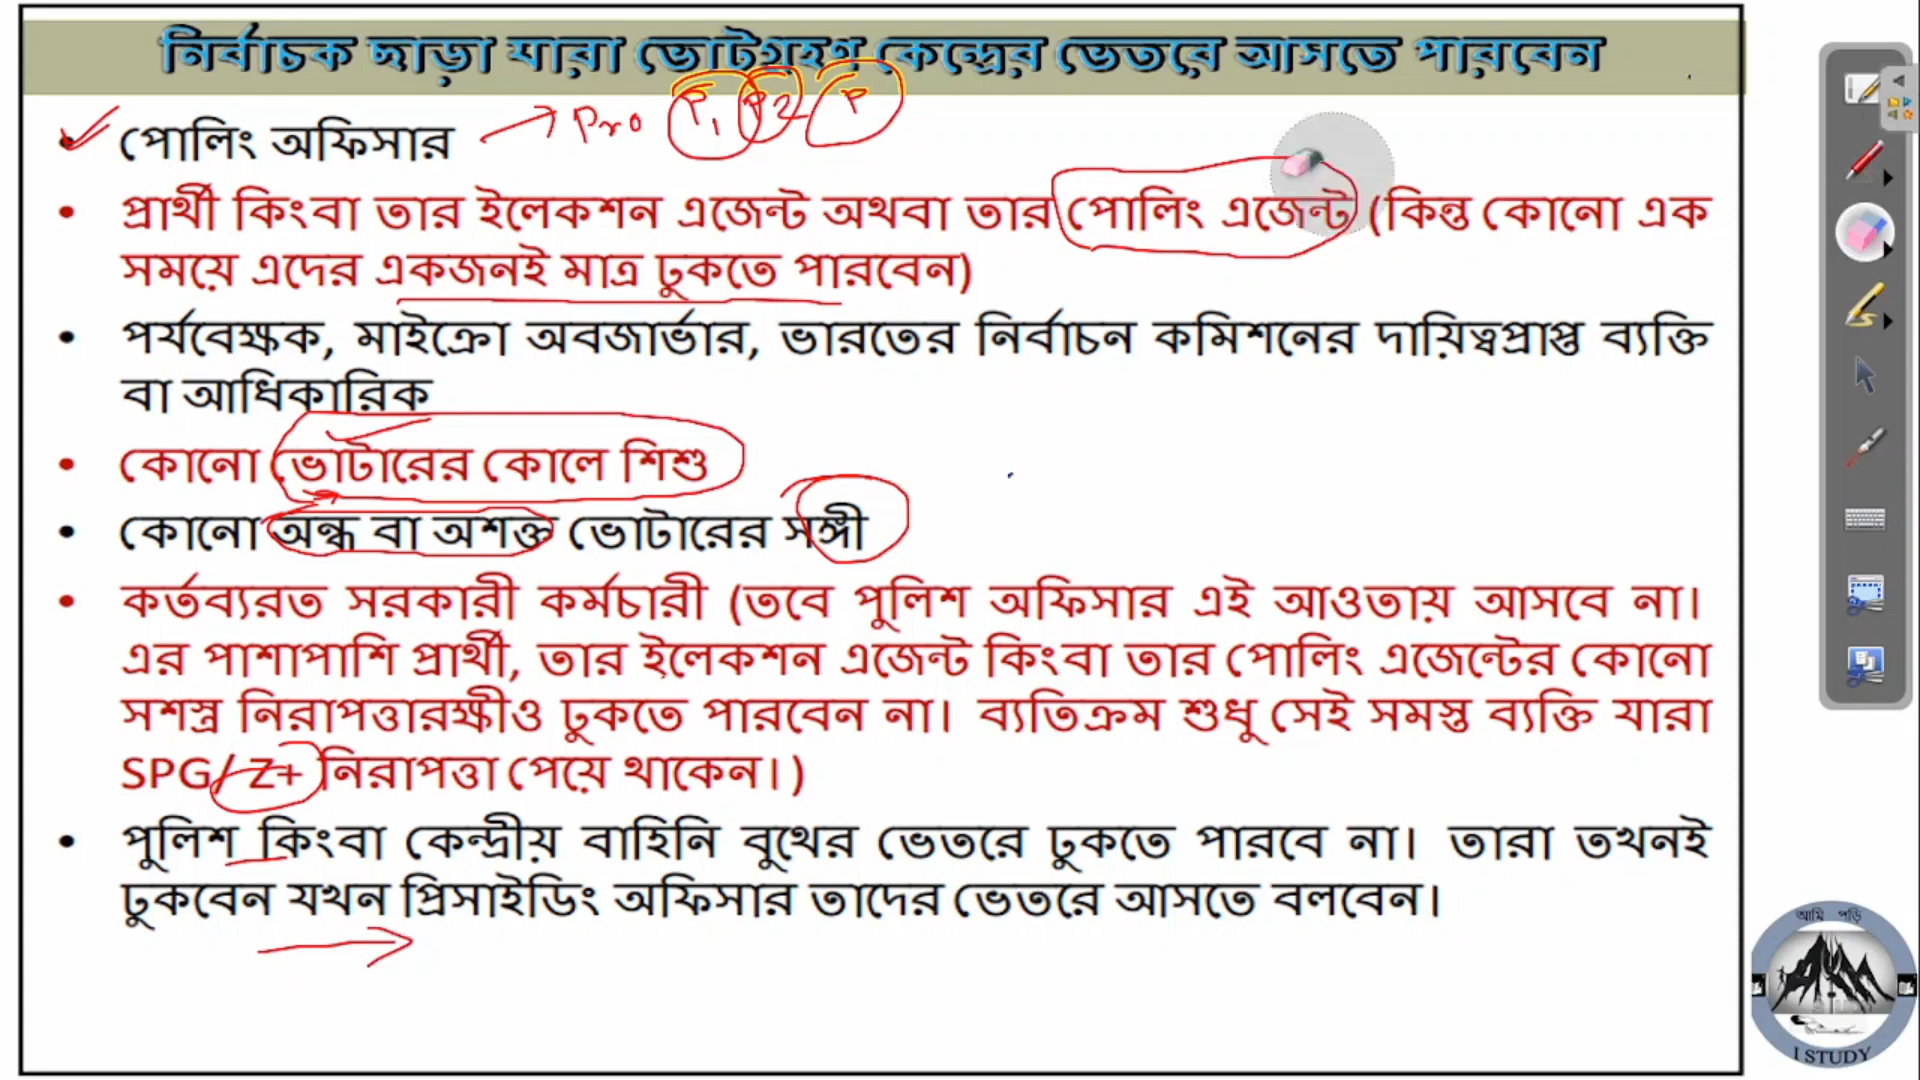 নির্বাচক ছাড়া যারা ভোটগ্রহণ কেন্দ্রের ভেতরে আসতে পারবেন
• পোলিং অফিসার → Pro P1 P2 P
• প্রার্থী কিংবা তার ইলেকশন এজেন্ট অথবা তার পোলিং এজেন্ট (কিন্তু কোনো এক
সময়ে এদের একজনই মাত্র ঢুকতে পারবেন)
• পর্যবেক্ষক, মাইক্রো অবজার্ভার, ভারতের নির্বাচন কমিশনের দায়িত্বপ্রাপ্ত ব্যক্তি
বা আধিকারিক
• কোনো ভোটারের কোলে শিশু
• কোনো অন্ধ বা অশক্ত ভোটারের সঙ্গী
• কর্তব্যরত সরকারী কর্মচারী (তবে পুলিশ অফিসার এই আওতায় আসবে না।
এর পাশাপাশি প্রার্থী, তার ইলেকশন এজেন্ট কিংবা তার পোলিং এজেন্টের কোনো
সশস্ত্র নিরাপত্তারক্ষীও ঢুকতে পারবেন না। ব্যতিক্রম শুধু সেই সমস্ত ব্যক্তি যারা
SPG/ Z+ নিরাপত্তা পেয়ে থাকেন।)
• পুলিশ কিংবা কেন্দ্রীয় বাহিনি বুথের ভেতরে ঢুকতে পারবে না। তারা তখনই
ঢুকবেন যখন প্রিসাইডিং অফিসার তাদের ভেতরে আসতে বলবেন।
আমি পড়ি
I STUDY